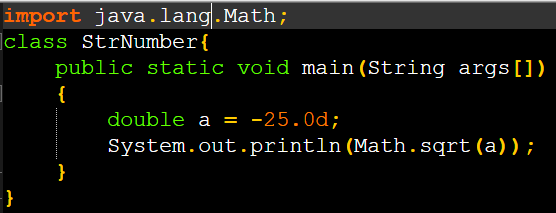 import java.lang.Math;
class StrNumber{
    public static void main(String args[])
    {
        double a = -25.0d;
        System.out.println(Math.sqrt(a));
    }
}